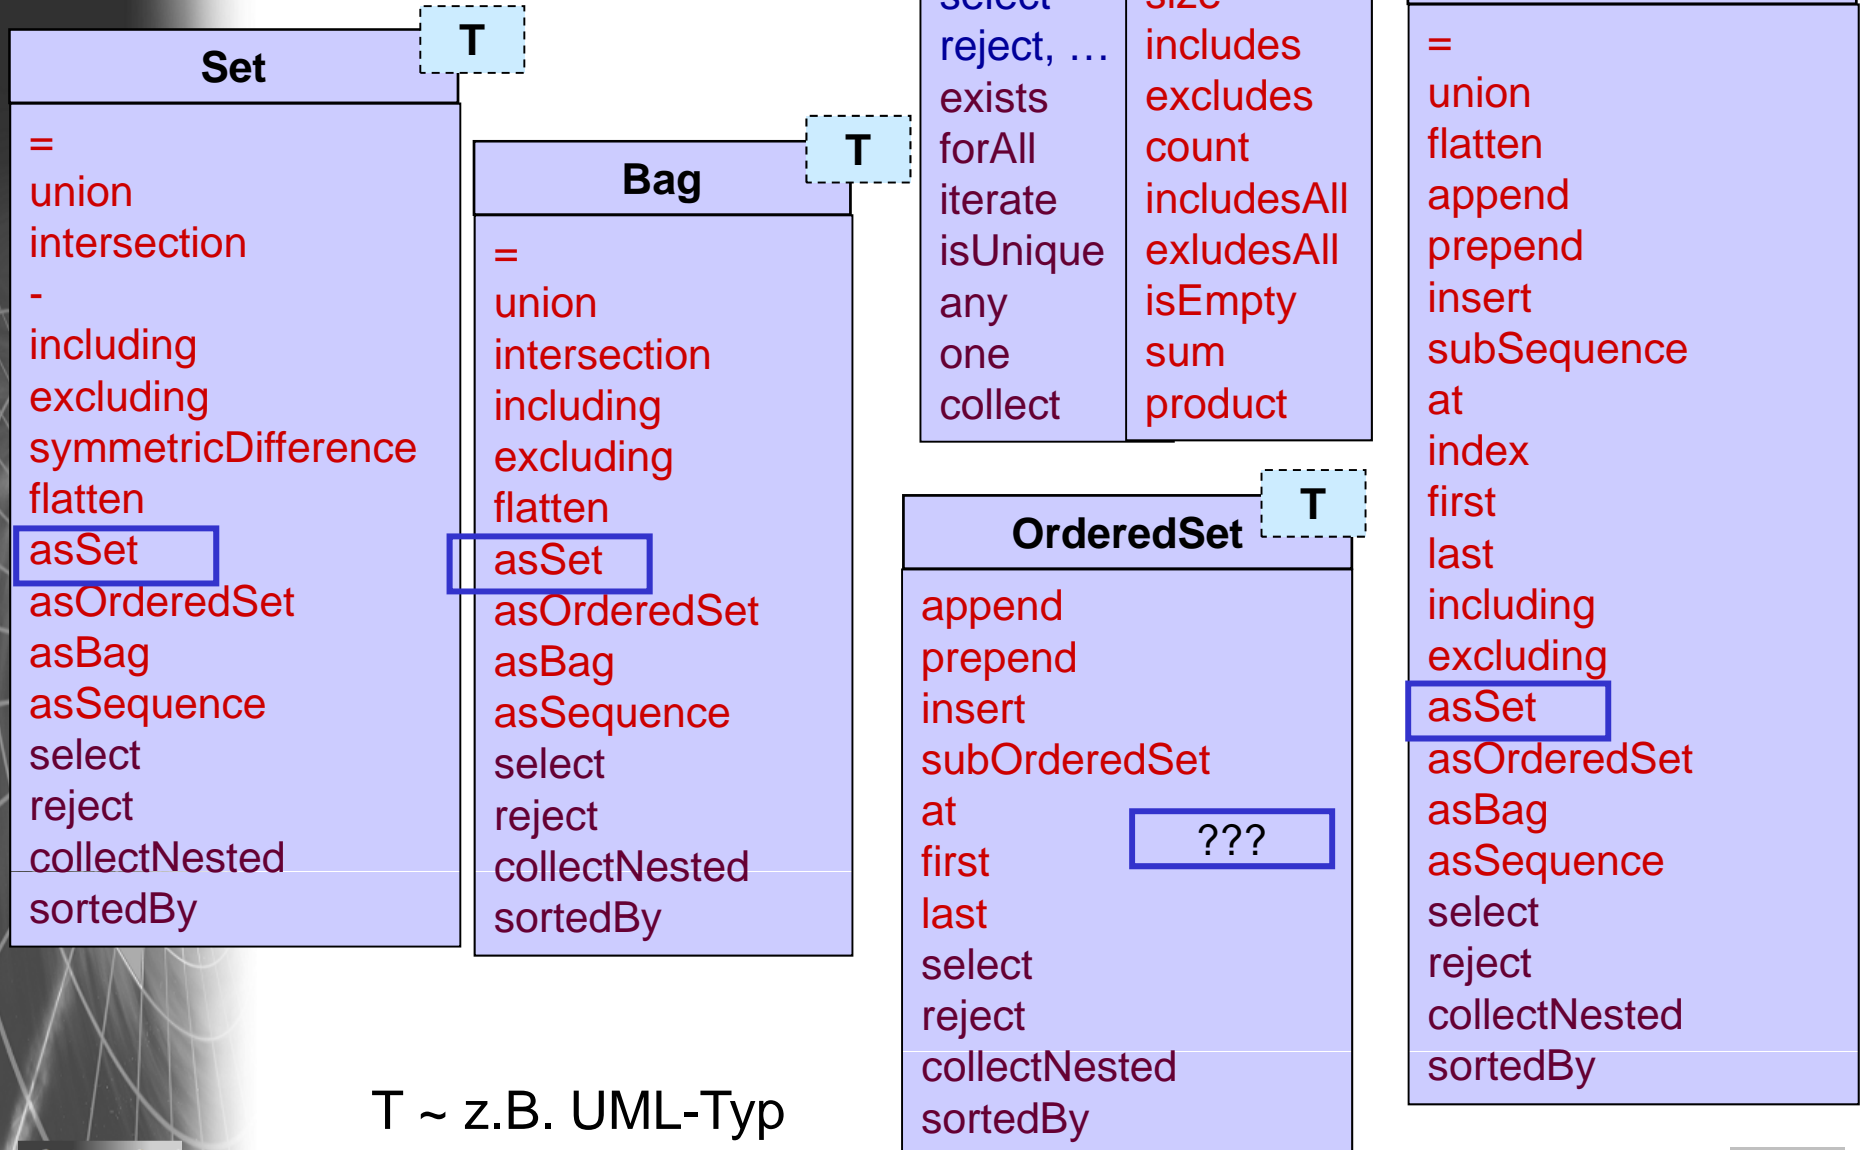 T
Set
=
union
intersection
-
including
excluding
symmetricDifference
flatten
asSet
asOrderedSet
asBag
asSequence
select
reject
collectNested
sortedBy
T
Bag
=
union
intersection
including
excluding
flatten
asSet
asOrderedSet
asBag
asSequence
select
reject
collectNested
sortedBy
select
reject, …
exists
forAll
iterate
isUnique
any
one
collect
size
includes
excludes
count
includesAll
exludesAll
isEmpty
sum
product
T
OrderedSet
append
prepend
insert
subOrderedSet
at
first
last
select
reject
collectNested
sortedBy
???
=
union
flatten
append
prepend
insert
subSequence
at
index
first
last
including
excluding
asSet
asOrderedSet
asBag
asSequence
select
reject
collectNested
sortedBy
T ~ z.B. UML-Typ